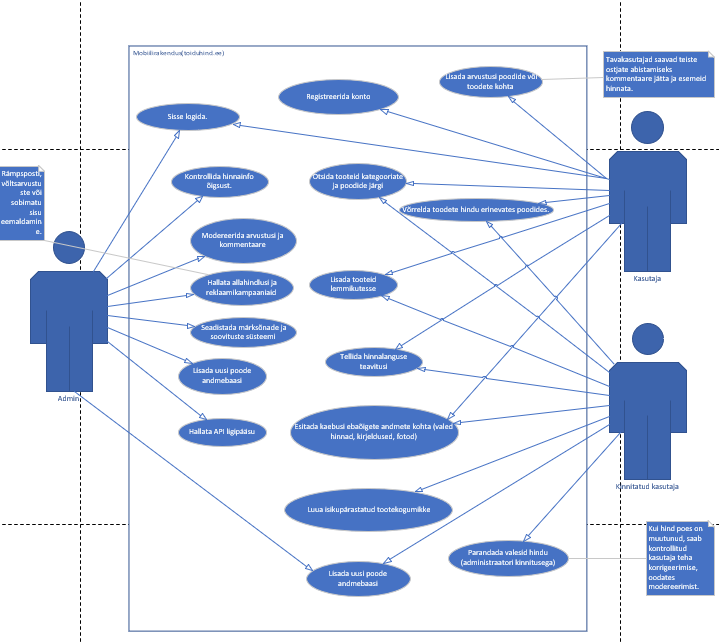 Mobiilirakendus(toiduhind.ee)
Tavakasutajad saavad teiste
ostjate abistamiseks
kommentaare jätta ja esemeid
hinnata.
Lisada arvustusi poodide või
toodete kohta
Registreerida konto
Sisse logida.
Rämpsposti,
võltsarvustu
ste või
sobimatu
sisu
eemaldamin
e.
Kontrollida hinnainfo
õigsust.
Otsida tooteid kategooriate
ja poodide järgi
Võrrelda toodete hindu erinevates poodides.
Modereerida arvustusi ja
kommentaare
Kasutaja
Hallata allahindlusi ja
reklaamikampaaniaid
Lisada tooteid
lemmikutesse
Seadistada märksõnade ja
soovituste süsteemi
Tellida hinnalanguse
teavitusi
Lisada uusi poode
andmebaasi
Admin
Hallata API ligipääsu
Esitada kaebusi ebaõigete andmete kohta (valed
hinnad, kirjeldused, fotod)
Kinnitatud kasutaja
Luua isikupärastatud tootekogumikke
Kui hind poes on
muutunud, saab
kontrollitud
kasutaja teha
korrigeerimise,
oodates
modereerimist.
Parandada valesid hindu
(administraatori kinnitusega)
Lisada uusi poode
andmebaasi